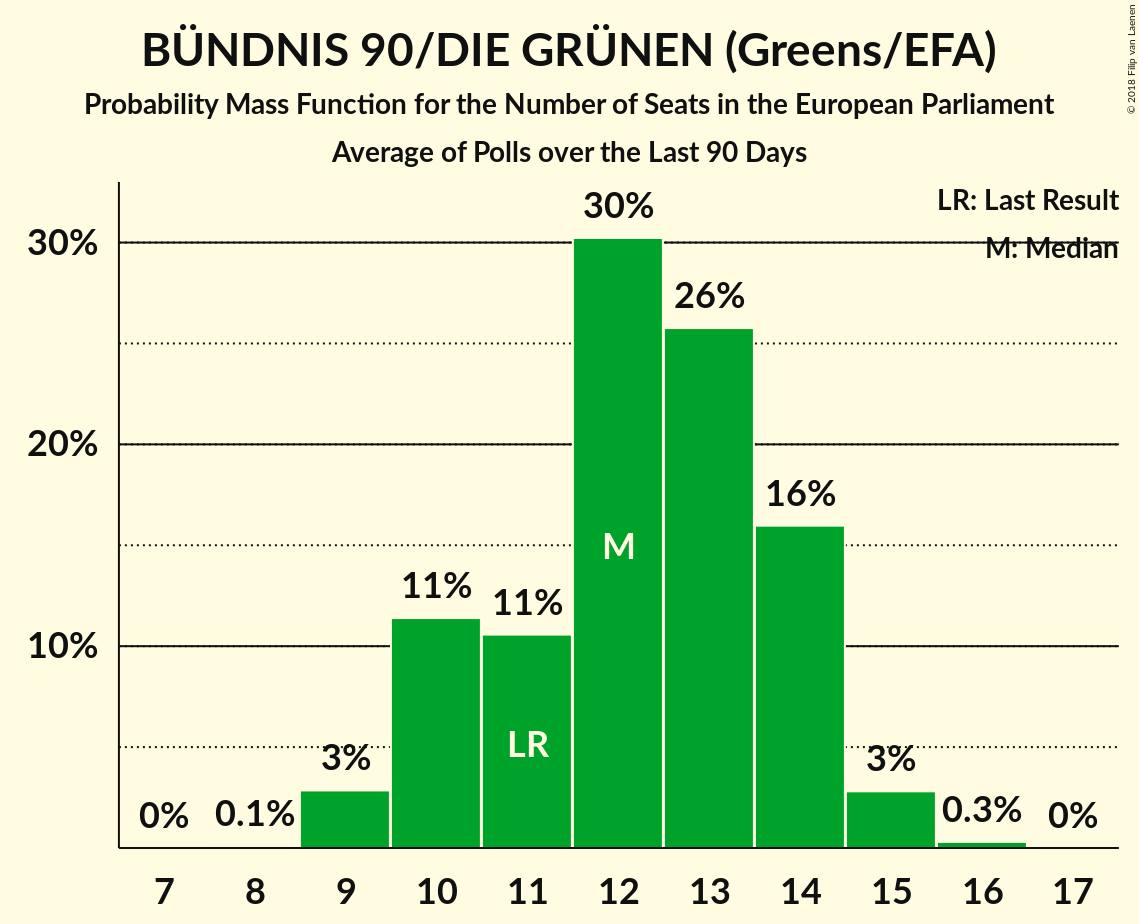 BÜNDNIS 90/DIE GRÜNEN (Greens/EFA)
Probability Mass Function for the Number of Seats in the European Parliament
Average of Polls over the Last 90 Days
© 2018 Filip van Laenen
LR: Last Result
M: Median
30%
20%
10%
0%
0.1%
3%
11%
11%
30%
26%
16%
3%
0.3%
0%
LR
M
7 8 9 10 11 12 13 14 15 16 17